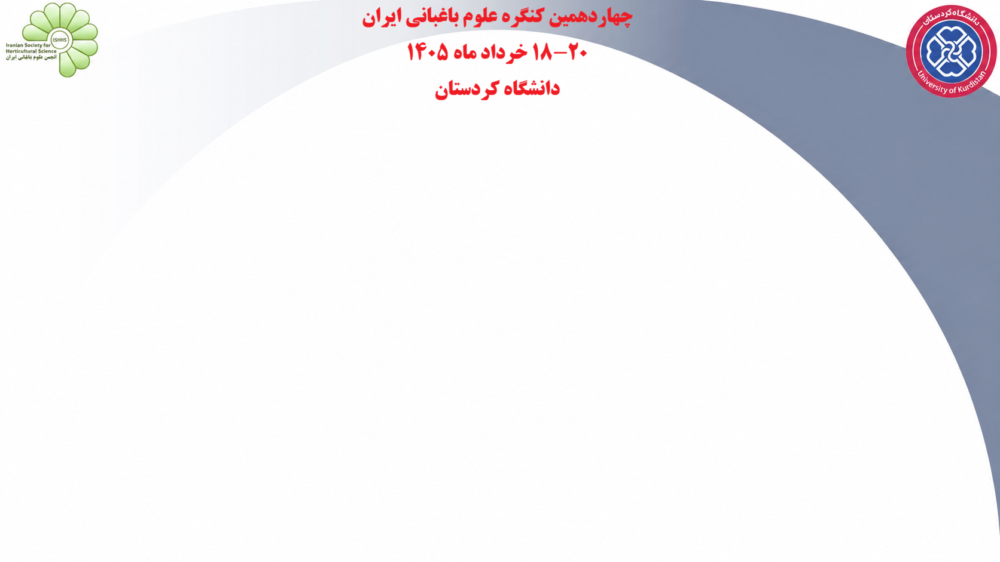 چهاردهمین کنگره علوم باغبانی ایران
۱۸-۲۰ خرداد ماه ۱۴۰۵
دانشگاه کردستان
دانشگاه کردستان
University of Kurdistan
ISHHS
Iranian Society for
Horticultural Science
انجمن علوم باغبانی ایران